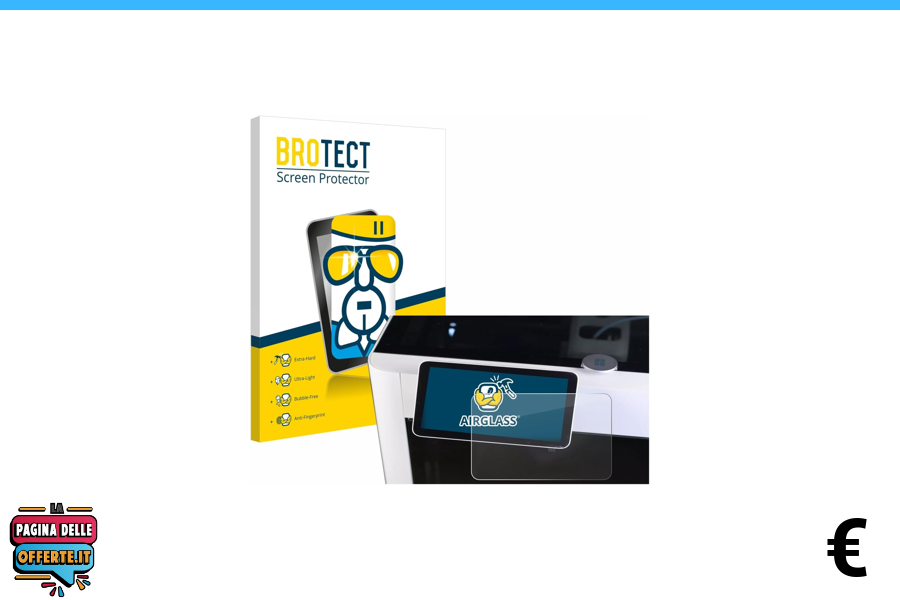 BROTECT
Screen Protector
Extra-Hard
Ultra-Light
Bubble-Free
Anti-Fingerprint
AIRGLASS®
LA
PAGINA DELLE
OFFERTE.IT
€